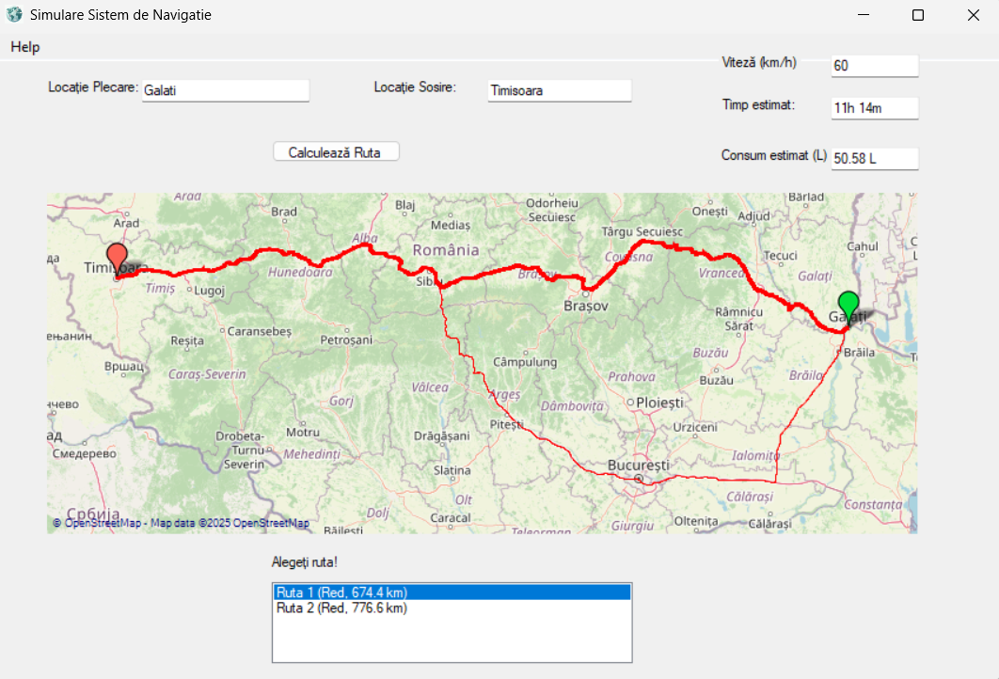 Simulare Sistem de Navigatie
Help
Viteză (km/h)
60
Locație Plecare:
Galati
Locație Sosire:
Timisoara
Timp estimat:
11h 14m
Calculează Ruta
Consum estimat (L)
50.58 L
Arad
Blaj
Odorheiu
Secuiesc
Bârlad
Brad
Onești
Adjud
Arad
Mediaș
Târgu Secuiesc
Alba
România
Cahul
Tecuci
Timișoara
Hunedoara
Sibiu
Brașov
Covasna
Vrancea
Galați
Timiș
Lugoj
Brașov
Râmnicu
Sărat
Galați
Caransebeș
Reșița
Petroșani
Brăila
Câmpulung
Buzău
Вршац
Caraș-Severin
Vâlcea
Argeș
Prahova
Buzău
Brăila
Gorj
Dâmbovița
Ploiești
Pitești
Urziceni
Motru
Drobeta-
Turnu
Severin
Mehedinți
Drăgășani
Ialomița
Смедерево
Slatina
București
Călărași
Olt
Constanța
Србија
Dolj
Caracal
Giurgiu
Oltenița
Călărași
© OpenStreetMap - Map data ©2025 OpenStreetMap
Băilești
Teleorman
Alegeți ruta!
Ruta 1 (Red, 674.4 km)
Ruta 2 (Red, 776.6 km)